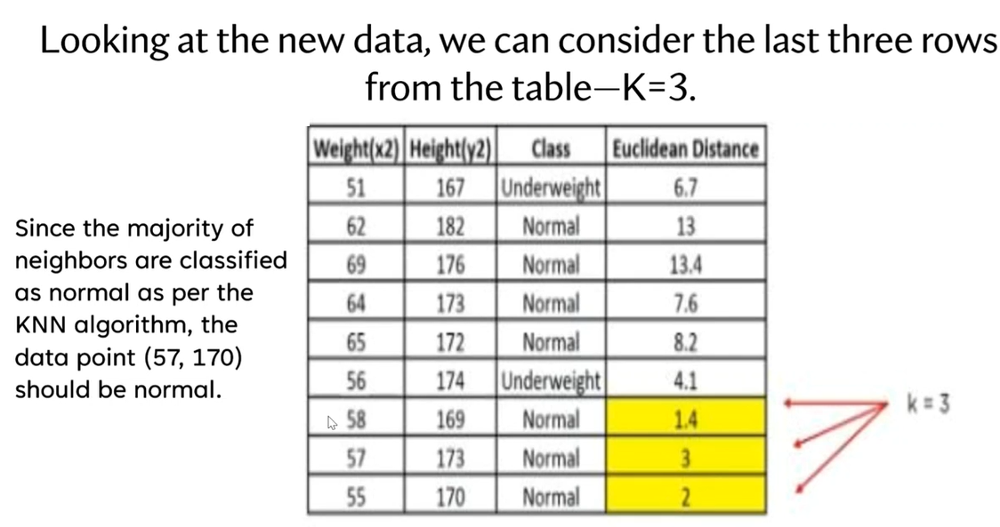 Looking at the new data, we can consider the last three rows
from the table—K=3.
Since the majority of
neighbors are classified
as normal as per the
KNN algorithm, the
data point (57, 170)
should be normal.
Weight(x2) Height(y2) Class Euclidean Distance
51 167 Underweight 6.7
62 182 Normal 13
69 176 Normal 13.4
64 173 Normal 7.6
65 172 Normal 8.2
56 174 Underweight 4.1
58 169 Normal 1.4
57 173 Normal 3
55 170 Normal 2
k = 3